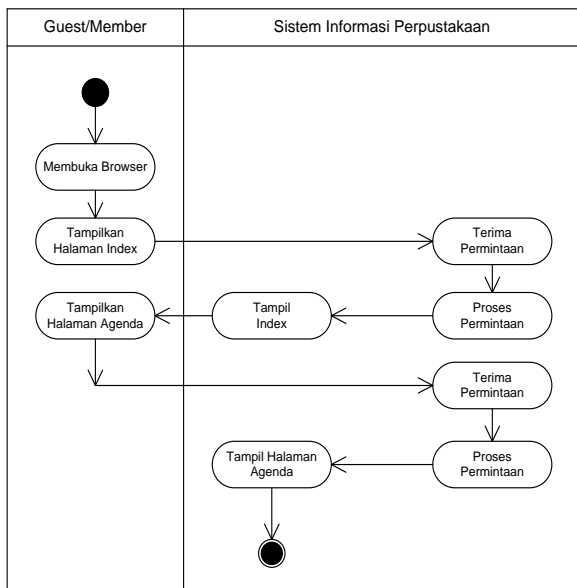 Guest/Member
Sistem Informasi Perpustakaan
Membuka Browser
Tampilkan
Halaman Index
Terima
Permintaan
Tampilkan
Halaman Agenda
Tampil
Index
Proses
Permintaan
Terima
Permintaan
Tampil Halaman
Agenda
Proses
Permintaan